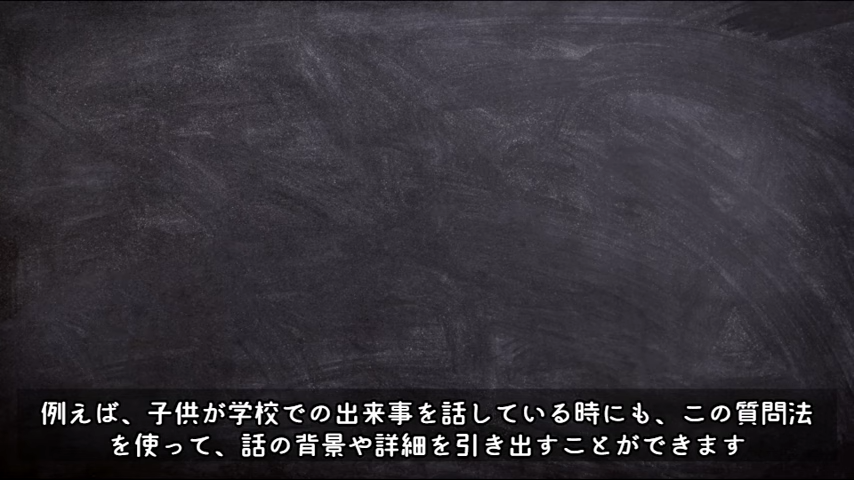 例えば、子供が学校での出来事を話している時にも、この質問法
を使って、話の背景や詳細を引き出すことができます